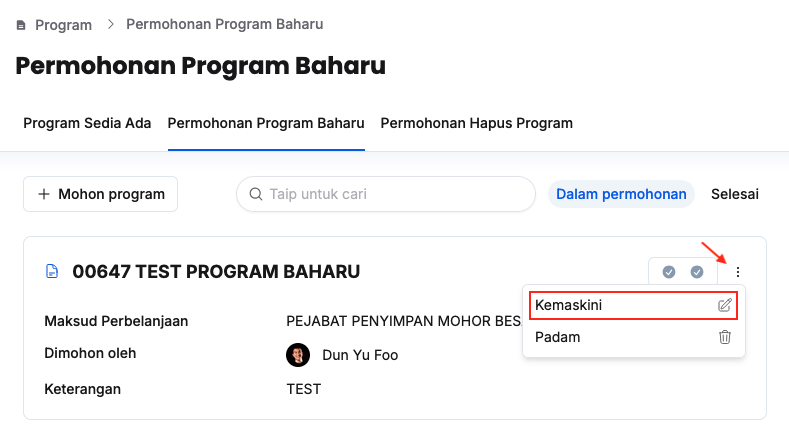 Program > Permohonan Program Baharu
Permohonan Program Baharu
Program Sedia Ada Permohonan Program Baharu Permohonan Hapus Program
+ Mohon program Taip untuk cari Dalam permohonan Selesai
00647 TEST PROGRAM BAHARU
Kemaskini
Maksud Perbelanjaan PEJABAT PENYIMPAN MOHOR
Padam
Dimohon oleh Dun Yu Foo
Keterangan TEST